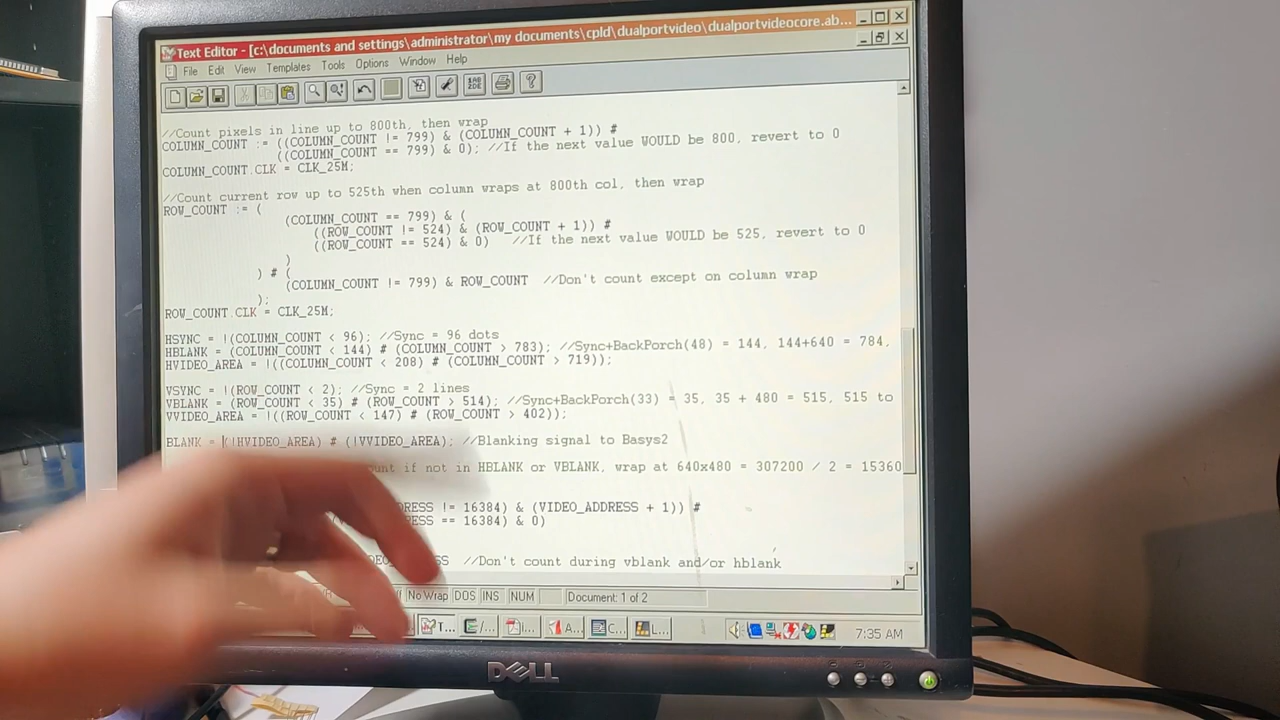 Text Editor - [c:\documents and settings\administrator\my documents\cpld\dualportvideo\dualportvideocore.ab...
File Edit View Templates Tools Options Window Help
//Count pixels in line up to 800th, then wrap
COLUMN_COUNT := ((COLUMN_COUNT != 799) & (COLUMN_COUNT + 1)) #
((COLUMN_COUNT == 799) & 0); //If the next value WOULD be 800, revert to 0
COLUMN_COUNT.CLK = CLK_25M;
//Count current row up to 525th when column wraps at 800th col, then wrap
ROW_COUNT := (
(COLUMN_COUNT == 799) & (
((ROW_COUNT != 524) & (ROW_COUNT + 1)) #
((ROW_COUNT == 524) & 0) //If the next value WOULD be 525, revert to 0
)
) # (
(COLUMN_COUNT != 799) & ROW_COUNT //Don't count except on column wrap
);
ROW_COUNT.CLK = CLK_25M;
HSYNC = !(COLUMN_COUNT < 96); //Sync = 96 dots
HBLANK = (COLUMN_COUNT < 144) # (COLUMN_COUNT > 783); //Sync+BackPorch(48) = 144, 144+640 = 784,
HVIDEO_AREA = !((COLUMN_COUNT < 208) # (COLUMN_COUNT > 719));
VSYNC = !(ROW_COUNT < 2); //Sync = 2 lines
VBLANK = (ROW_COUNT < 35) # (ROW_COUNT > 514); //Sync+BackPorch(33) = 35, 35 + 480 = 515, 515 to
VVIDEO_AREA = !((ROW_COUNT < 147) # (ROW_COUNT > 402));
BLANK = (!HVIDEO_AREA) # (!VVIDEO_AREA); //Blanking signal to Basys2
if not in HBLANK or VBLANK, wrap at 640x480 = 307200 / 2 = 15360
!= 16384) & (VIDEO_ADDRESS + 1)) #
== 16384) & 0)
//Don't count during vblank and/or hblank
No Wrap DOS INS NUM Document: 1 of 2
T... /... I... A... C... L... 7:35 AM
DELL